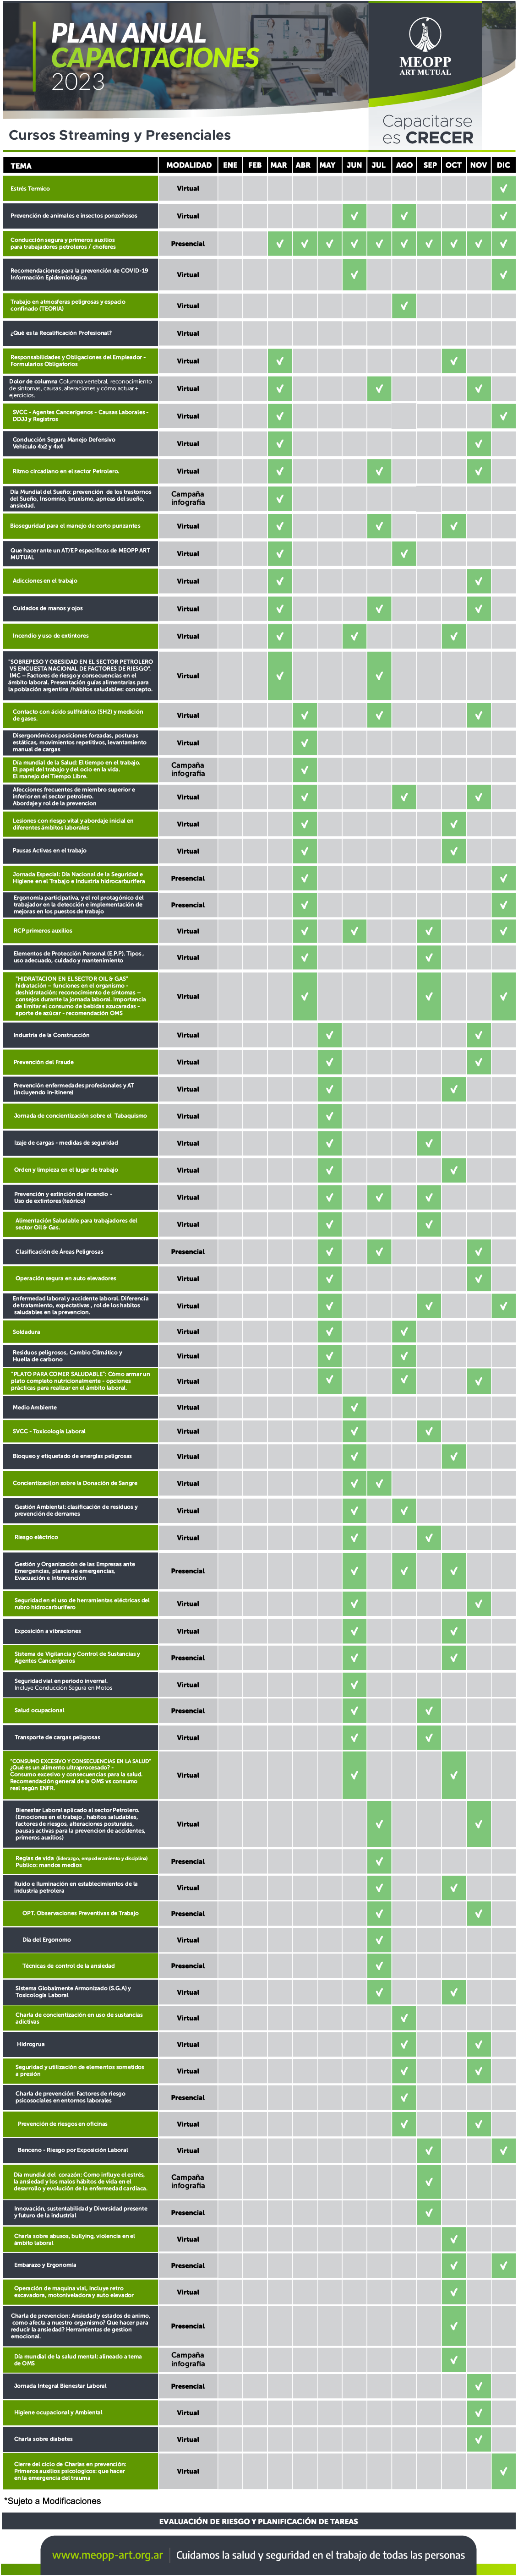 PLAN ANUAL
CAPACITACIONES
2023
MEOPP
ART MUTUAL
Capacitarse
es CRECER
Cursos Streaming y Presenciales
TEMA MODALIDAD ENE FEB MAR ABR MAY JUN JUL AGO SEP OCT NOV DIC
Estrés Termico Virtual ✓
Prevención de animales e insectos ponzoñosos Virtual ✓ ✓
Conducción segura y primeros auxilios
para trabajadores petroleros / choferes Presencial ✓ ✓ ✓ ✓ ✓ ✓ ✓ ✓ ✓ ✓
Recomendaciones para la prevención de COVID-19
Información Epidemiológica Virtual ✓ ✓
Trabajo en atmosferas peligrosas y espacio
confinado (TEORIA) Virtual ✓
¿Qué es la Recalificación Profesional? Virtual
Responsabilidades y Obligaciones del Empleador -
Formularios Obligatorios Virtual ✓ ✓
Dolor de columna Columna vertebral, reconocimiento
de síntomas, causas ,alteraciones y cómo actuar +
ejercicios. Virtual ✓ ✓ ✓
SVCC - Agentes Cancerígenos - Causas Laborales -
DDJJ y Registros Virtual ✓ ✓
Conducción Segura Manejo Defensivo
Vehículo 4x2 y 4x4 Virtual ✓ ✓
Ritmo circadiano en el sector Petrolero. Virtual ✓ ✓ ✓
Día Mundial del Sueño: prevención de los trastornos
del Sueño, Insomnio, bruxismo, apneas del sueño,
ansiedad. Campaña
infografia ✓
Bioseguridad para el manejo de corto punzantes Virtual ✓ ✓ ✓
Que hacer ante un AT/EP específicos de MEOPP ART
MUTUAL Virtual ✓ ✓
Adicciones en el trabajo Virtual ✓ ✓
Cuidados de manos y ojos Virtual ✓ ✓ ✓
Incendio y uso de extintores Virtual ✓ ✓ ✓
"SOBREPESO Y OBESIDAD EN EL SECTOR PETROLERO
VS ENCUESTA NACIONAL DE FACTORES DE RIESGO".
IMC – Factores de riesgo y consecuencias en el
ámbito laboral. Presentación guías alimentarias para
la población argentina /hábitos saludables: concepto. Virtual ✓ ✓
Contacto con ácido sulfhídrico (SH2) y medición
de gases. Virtual ✓ ✓ ✓
Disergonómicos posiciones forzadas, posturas
estáticas, movimientos repetitivos, levantamiento
manual de cargas Virtual ✓
Día mundial de la Salud: El tiempo en el trabajo.
El papel del trabajo y del ocio en la vida.
El manejo del Tiempo Libre. Campaña
infografia ✓
Afecciones frecuentes de miembro superior e
inferior en el sector petrolero.
Abordaje y rol de la prevencion Virtual ✓ ✓ ✓
Lesiones con riesgo vital y abordaje inicial en
diferentes ámbitos laborales Virtual ✓ ✓
Pausas Activas en el trabajo Virtual ✓ ✓
Jornada Especial: Día Nacional de la Seguridad e
Higiene en el Trabajo e Industria hidrocarburífera Presencial ✓ ✓
Ergonomía participativa, y el rol protagónico del
trabajador en la detección e implementación de
mejoras en los puestos de trabajo Presencial ✓ ✓
RCP primeros auxilios Virtual ✓ ✓ ✓ ✓
Elementos de Protección Personal (E.P.P). Tipos ,
uso adecuado, cuidado y mantenimiento Virtual ✓ ✓
"HIDRATACION EN EL SECTOR OIL & GAS"
hidratación – funciones en el organismo -
deshidratación: reconocimiento de síntomas –
consejos durante la jornada laboral. Importancia
de limitar el consumo de bebidas azucaradas -
aporte de azúcar - recomendación OMS Virtual ✓ ✓ ✓
Industria de la Construcción Virtual ✓ ✓
Prevención del Fraude Virtual ✓ ✓
Prevención enfermedades profesionales y AT
(incluyendo in-itinere) Virtual ✓ ✓
Jornada de concientización sobre el Tabaquismo Virtual ✓
Izaje de cargas - medidas de seguridad Virtual ✓ ✓
Orden y limpieza en el lugar de trabajo Virtual ✓ ✓
Prevención y extinción de incendio -
Uso de extintores (teórico) Virtual ✓ ✓ ✓
Alimentación Saludable para trabajadores del
sector Oil & Gas. Virtual ✓ ✓
Clasificación de Áreas Peligrosas Presencial ✓ ✓ ✓
Operación segura en auto elevadores Virtual ✓ ✓
Enfermedad laboral y accidente laboral. Diferencia
de tratamiento, expectativas , rol de los habitos
saludables en la prevencion. Virtual ✓ ✓ ✓
Soldadura Virtual ✓ ✓
Residuos peligrosos, Cambio Climático y
Huella de carbono Virtual ✓ ✓
"PLATO PARA COMER SALUDABLE": Cómo armar un
plato completo nutricionalmente - opciones
prácticas para realizar en el ámbito laboral. Virtual ✓ ✓ ✓
Medio Ambiente Virtual ✓
SVCC - Toxicología Laboral Virtual ✓ ✓
Bloqueo y etiquetado de energías peligrosas Virtual ✓ ✓
Concientizaci{on sobre la Donación de Sangre Virtual ✓ ✓
Gestión Ambiental: clasificación de residuos y
prevención de derrames Virtual ✓ ✓
Riesgo eléctrico Virtual ✓ ✓
Gestión y Organización de las Empresas ante
Emergencias, planes de emergencias,
Evacuación e Intervención Presencial ✓ ✓ ✓
Seguridad en el uso de herramientas eléctricas del
rubro hidrocarburífero Virtual ✓ ✓
Exposición a vibraciones Virtual ✓ ✓
Sistema de Vigilancia y Control de Sustancias y
Agentes Cancerígenos Presencial ✓ ✓
Seguridad vial en periodo invernal.
Incluye Conducción Segura en Motos Virtual ✓
Salud ocupacional Presencial ✓ ✓
Transporte de cargas peligrosas Virtual ✓ ✓
"CONSUMO EXCESIVO Y CONSECUENCIAS EN LA SALUD"
¿Qué es un alimento ultraprocesado? -
Consumo excesivo y consecuencias para la salud.
Recomendación general de la OMS vs consumo
real según ENFR. Virtual ✓ ✓
Bienestar Laboral aplicado al sector Petrolero.
(Emociones en el trabajo , habitos saludables,
factores de riesgos, alteraciones posturales,
pausas activas para la prevencion de accidentes,
primeros auxilios) Virtual ✓ ✓
Reglas de vida (liderazgo, empoderamiento y disciplina)
Publico: mandos medios Presencial ✓
Ruido e Iluminación en establecimientos de la
industria petrolera Virtual ✓ ✓
OPT. Observaciones Preventivas de Trabajo Presencial ✓ ✓
Día del Ergonomo Virtual ✓
Técnicas de control de la ansiedad Presencial ✓
Sistema Globalmente Armonizado (S.G.A) y
Toxicología Laboral Virtual ✓ ✓
Charla de concientización en uso de sustancias
adictivas Virtual ✓
Hidrogrua Virtual ✓ ✓
Seguridad y utilización de elementos sometidos
a presión Virtual ✓ ✓
Charla de prevención: Factores de riesgo
psicosociales en entornos laborales Presencial ✓
Prevención de riesgos en oficinas Virtual ✓ ✓
Benceno - Riesgo por Exposición Laboral Virtual ✓ ✓
Día mundial del corazón: Como influye el estrés,
la ansiedad y los malos hábitos de vida en el
desarrollo y evolución de la enfermedad cardíaca. Campaña
infografia ✓
Innovación, sustentabilidad y Diversidad presente
y futuro de la industrial Presencial ✓
Charla sobre abusos, bullying, violencia en el
ámbito laboral Virtual ✓
Embarazo y Ergonomía Presencial ✓ ✓
Operación de maquina vial, incluye retro
excavadora, motoniveladora y auto elevador Virtual ✓
Charla de prevencion: Ansiedad y estados de animo,
como afecta a nuestro organismo? Que hacer para
reducir la ansiedad? Herramientas de gestion
emocional. Presencial ✓
Día mundial de la salud mental: alineado a tema
de OMS Campaña
infografia ✓
Jornada Integral Bienestar Laboral Presencial ✓
Higiene ocupacional y Ambiental Virtual ✓
Charla sobre diabetes Virtual ✓
Cierre del ciclo de Charlas en prevención:
Primeros auxilios psicologicos: que hacer
en la emergencia del trauma Virtual ✓
*Sujeto a Modificaciones
EVALUACIÓN DE RIESGO Y PLANIFICACIÓN DE TAREAS
www.meopp-art.org.ar | Cuidamos la salud y seguridad en el trabajo de todas las personas